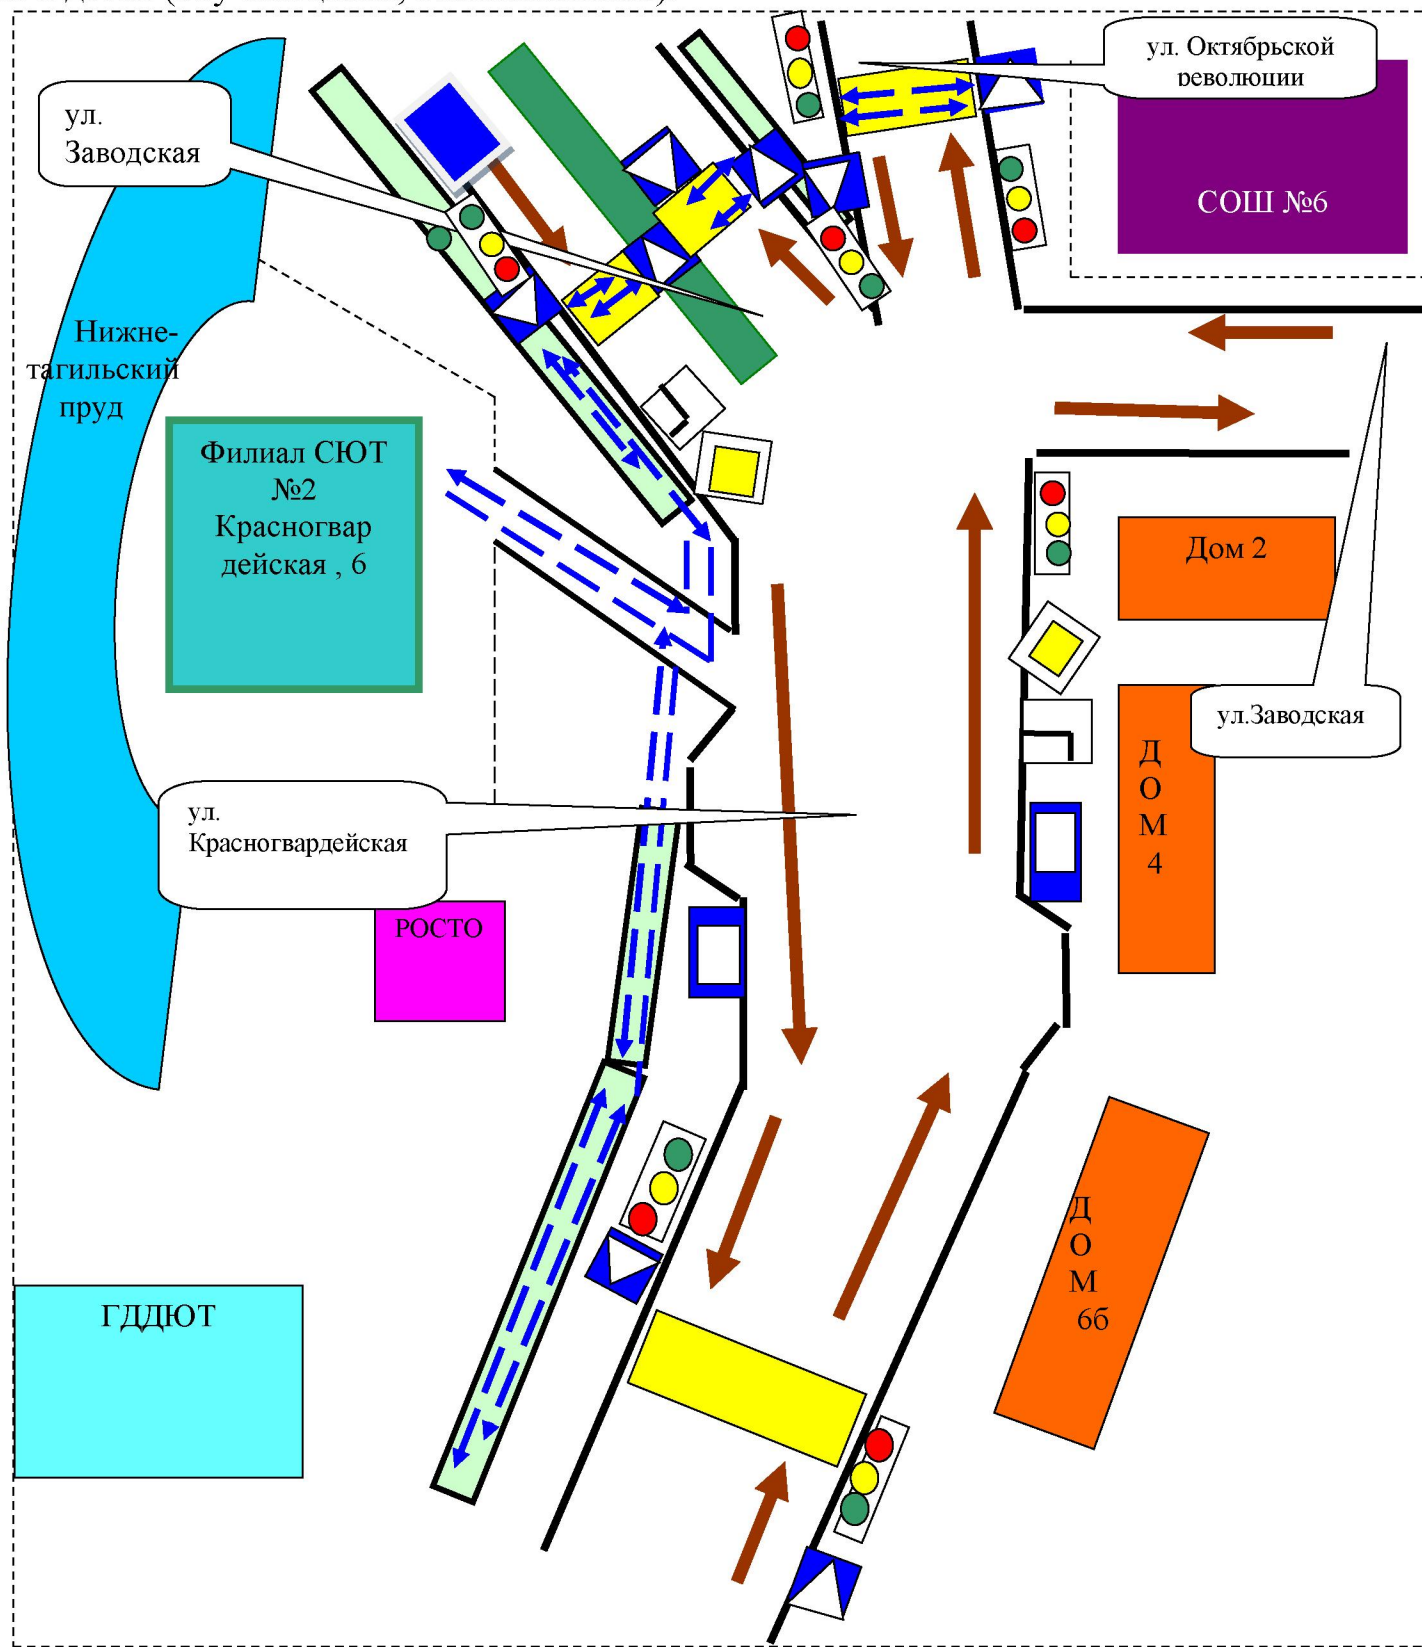 ул. Октябрьской
революции
ул.
Заводская
СОШ №6
Нижне-
тагильский
пруд
Филиал СЮТ
№2
Красногвар
дейская , 6
Дом 2
ул.Заводская
Д
О
М
4
ул.
Красногвардейская
РОСТО
Д
О
М
6б
ГДДЮТ